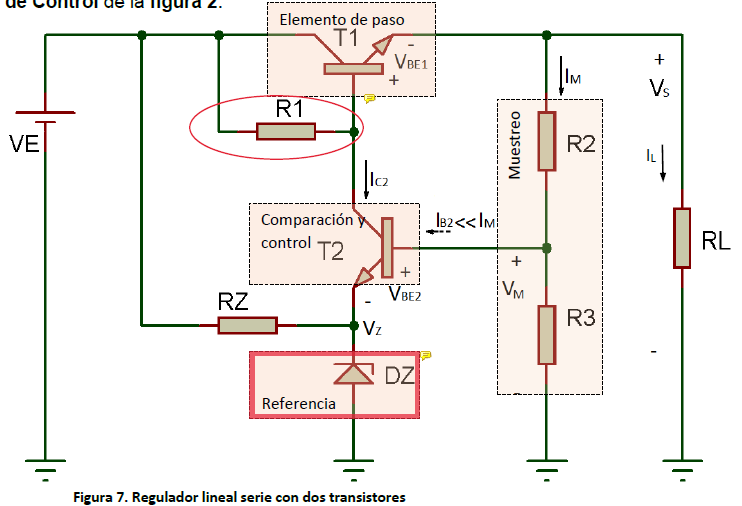 de Control de la figura 2.
Elemento de paso
T1
-
VBE1
+
IM
+
VS
VE
R1
Muestreo
R2
IL
IC2
Comparación y
control T2
IB2<<IM
+
VBE2
-
+
VM
RL
RZ
VZ
R3
-
DZ
Referencia
Figura 7. Regulador lineal serie con dos transistores